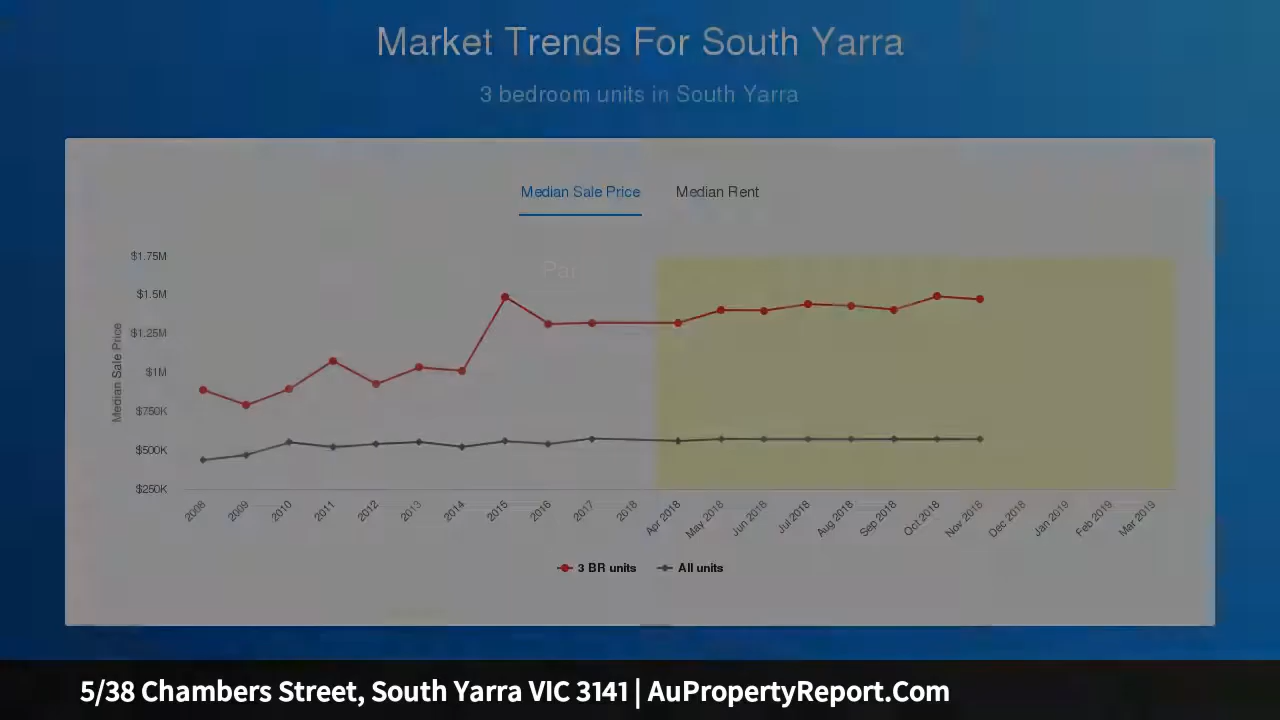 Market Trends For South Yarra
3 bedroom units in South Yarra
Median Sale Price Median Rent
Pai
Median Sale Price
$1.75M
$1.5M
$1.25M
$1M
$750K
$500K
$250K
2008 2009 2010 2011 2012 2013 2014 2015 2016 2017 2018 Apr 2018 May 2018 Jun 2018 Jul 2018 Aug 2018 Sep 2018 Oct 2018 Nov 2018 Dec 2018 Jan 2019 Feb 2019 Mar 2019
3 BR units All units
5/38 Chambers Street, South Yarra VIC 3141 | AuPropertyReport.Com